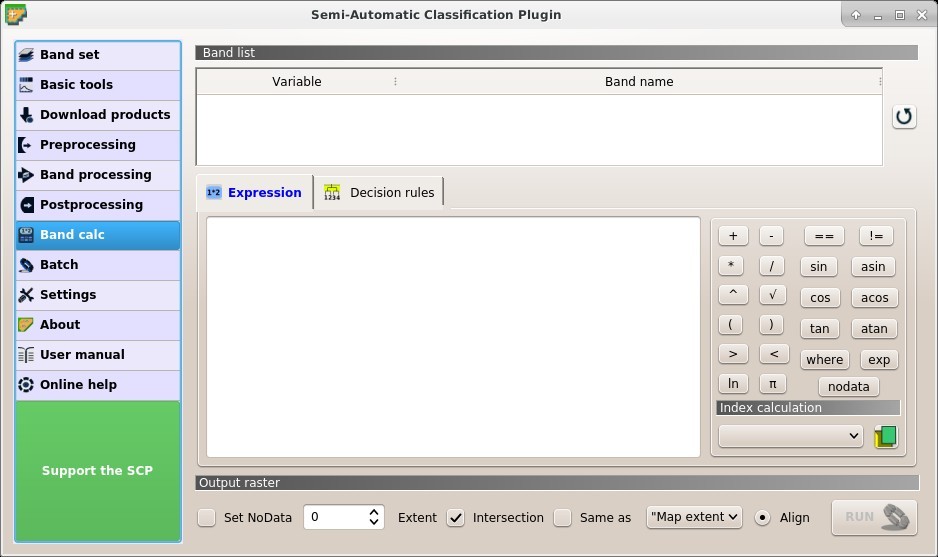 Semi-Automatic Classification Plugin
Band set
Basic tools
Download products
Preprocessing
Band processing
Postprocessing
Band calc
Batch
Settings
About
User manual
Online help
Support the SCP
Band list
Variable Band name
1*2 Expression 1234 Decision rules
+ - == !=
* / sin asin
^ √ cos acos
( ) tan atan
> < where exp
ln π nodata
Index calculation
Output raster
Set NoData 0 Extent Intersection Same as "Map extent Align RUN